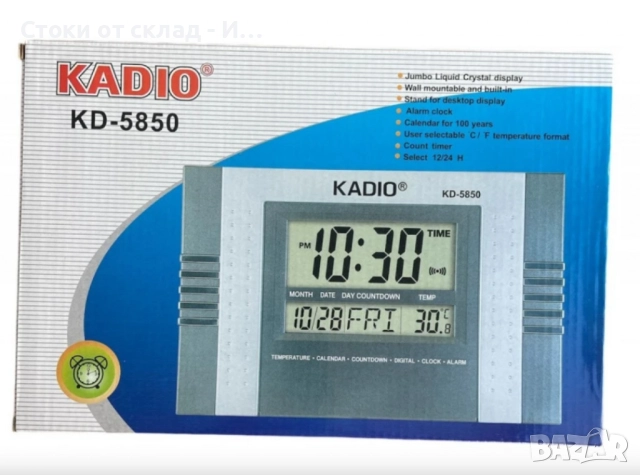 Стоки от склад - И...
KADIO®
KD-5850
Jumbo Liquid Crystal display
Wall mountable and built-in
Stand for desktop display
Alarm clock
Calendar for 100 years
User selectable °C / °F temperature format
Count timer
Select 12/24 H
KADIO®
KD-5850
TIME
PM 10:30
MONTH DATE DAY COUNTDOWN TEMP
10/28 FRI 30.8 °C
TEMPERATURE • CALENDAR • COUNTDOWN • DIGITAL • CLOCK • ALARM
BAZAR